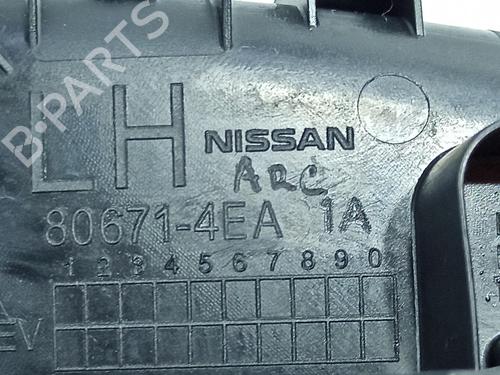 B-PARTS
LH NISSAN
ARC
80671-4EA 1A
1 2 3 4 5 6 7 8 9 0
EV